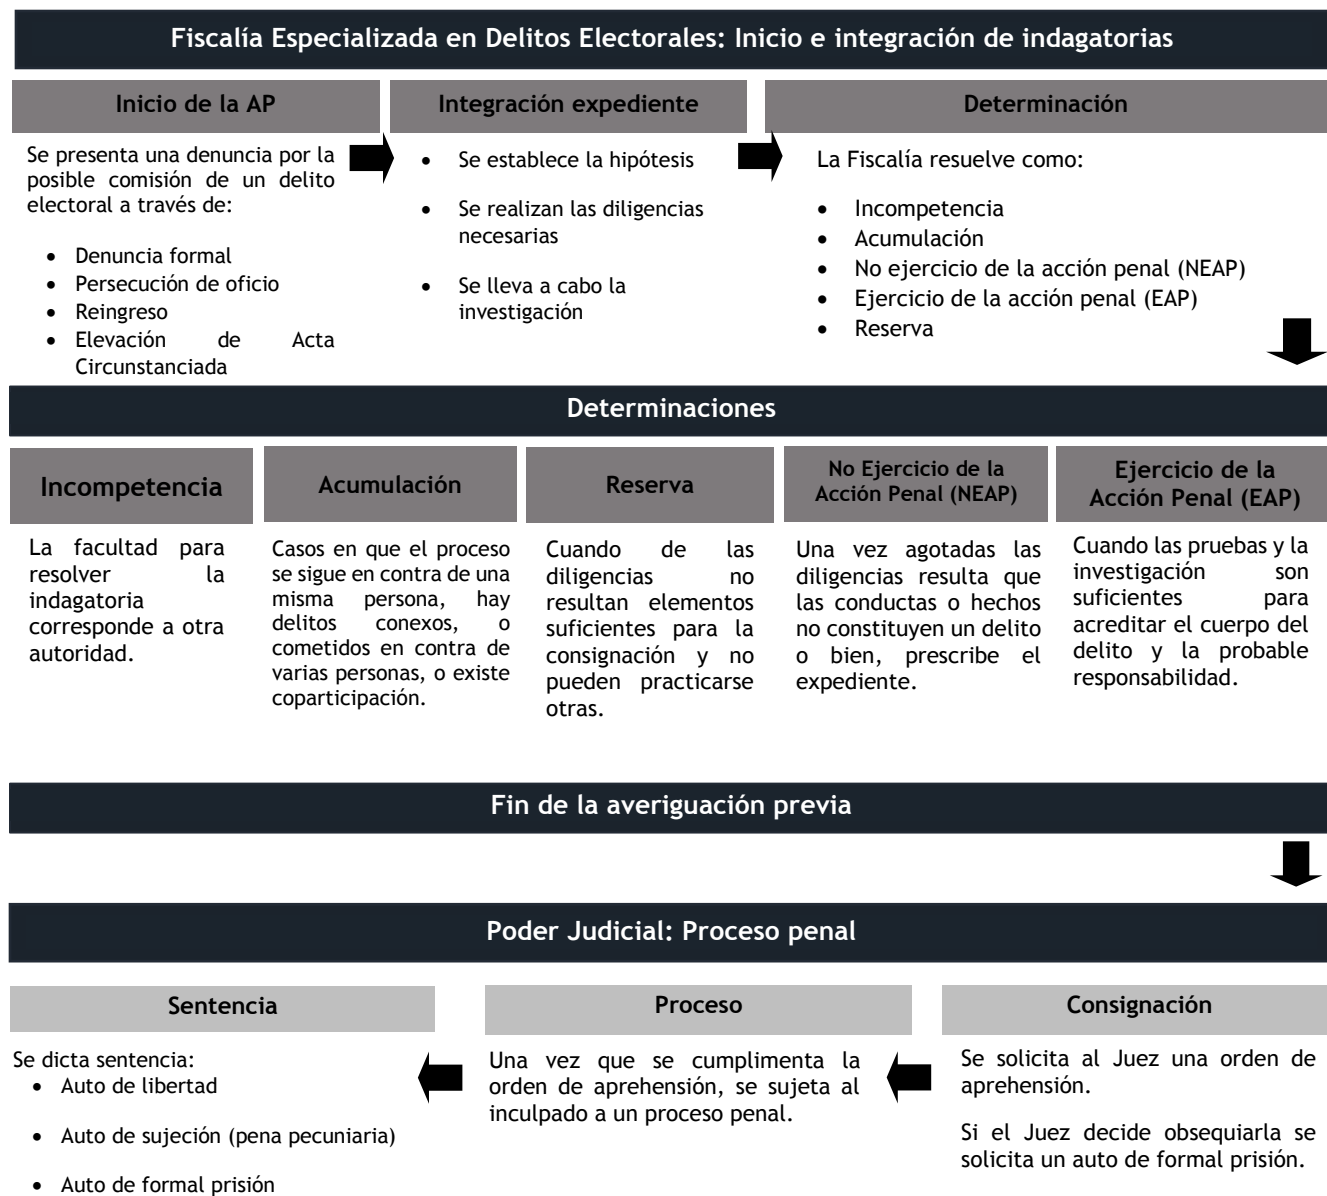 Fiscalía Especializada en Delitos Electorales: Inicio e integración de indagatorias
Inicio de la AP
Se presenta una denuncia por la
posible comisión de un delito
electoral a través de:
• Denuncia formal
• Persecución de oficio
• Reingreso
• Elevación de Acta
Circunstanciada
Integración expediente
• Se establece la hipótesis
• Se realizan las diligencias
necesarias
• Se lleva a cabo la
investigación
Determinación
La Fiscalía resuelve como:
• Incompetencia
• Acumulación
• No ejercicio de la acción penal (NEAP)
• Ejercicio de la acción penal (EAP)
• Reserva
Determinaciones
Incompetencia
La facultad para
resolver la
indagatoria
corresponde a otra
autoridad.
Acumulación
Casos en que el proceso
se sigue en contra de una
misma persona, hay
delitos conexos, o
cometidos en contra de
varias personas, o existe
coparticipación.
Reserva
Cuando de las
diligencias no
resultan elementos
suficientes para la
consignación y no
pueden practicarse
otras.
No Ejercicio de la
Acción Penal (NEAP)
Una vez agotadas las
diligencias resulta que
las conductas o hechos
no constituyen un delito
o bien, prescribe el
expediente.
Ejercicio de la
Acción Penal (EAP)
Cuando las pruebas y la
investigación son
suficientes para
acreditar el cuerpo del
delito y la probable
responsabilidad.
Fin de la averiguación previa
Poder Judicial: Proceso penal
Sentencia
Se dicta sentencia:
• Auto de libertad
• Auto de sujeción (pena pecuniaria)
• Auto de formal prisión
Proceso
Una vez que se cumplimenta la
orden de aprehensión, se sujeta al
inculpado a un proceso penal.
Consignación
Se solicita al Juez una orden de
aprehensión.
Si el Juez decide obsequiarla se
solicita un auto de formal prisión.